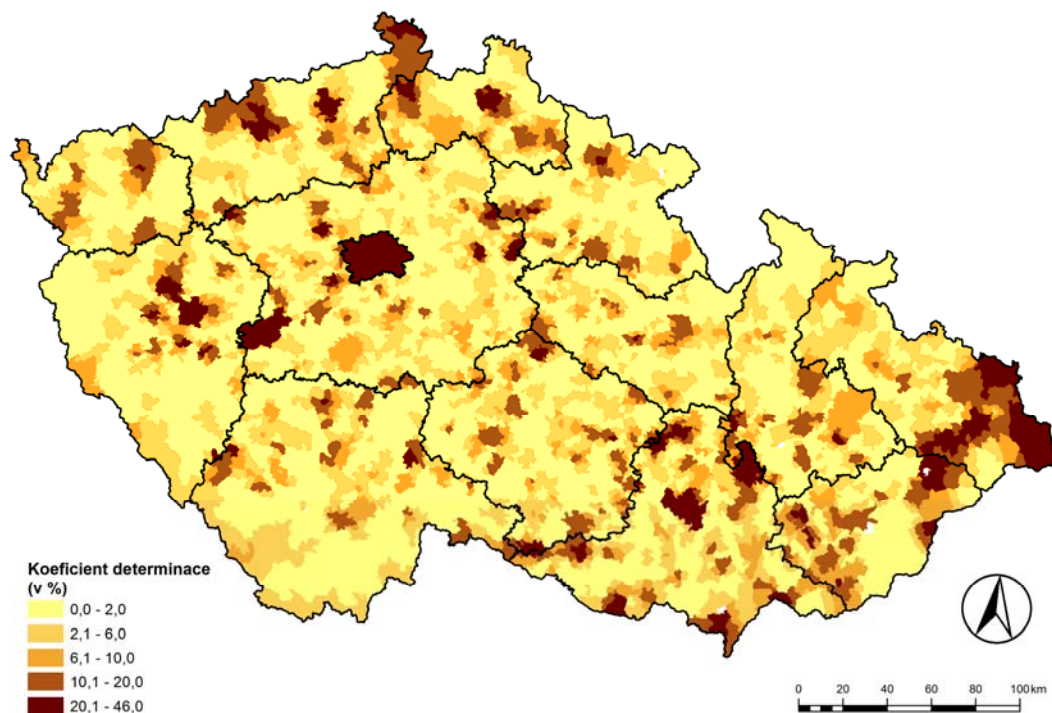 Koeficient determinace
(v %)
0,0 - 2,0
2,1 - 6,0
6,1 - 10,0
10,1 - 20,0
20,1 - 46,0
0 20 40 60 80 100 km